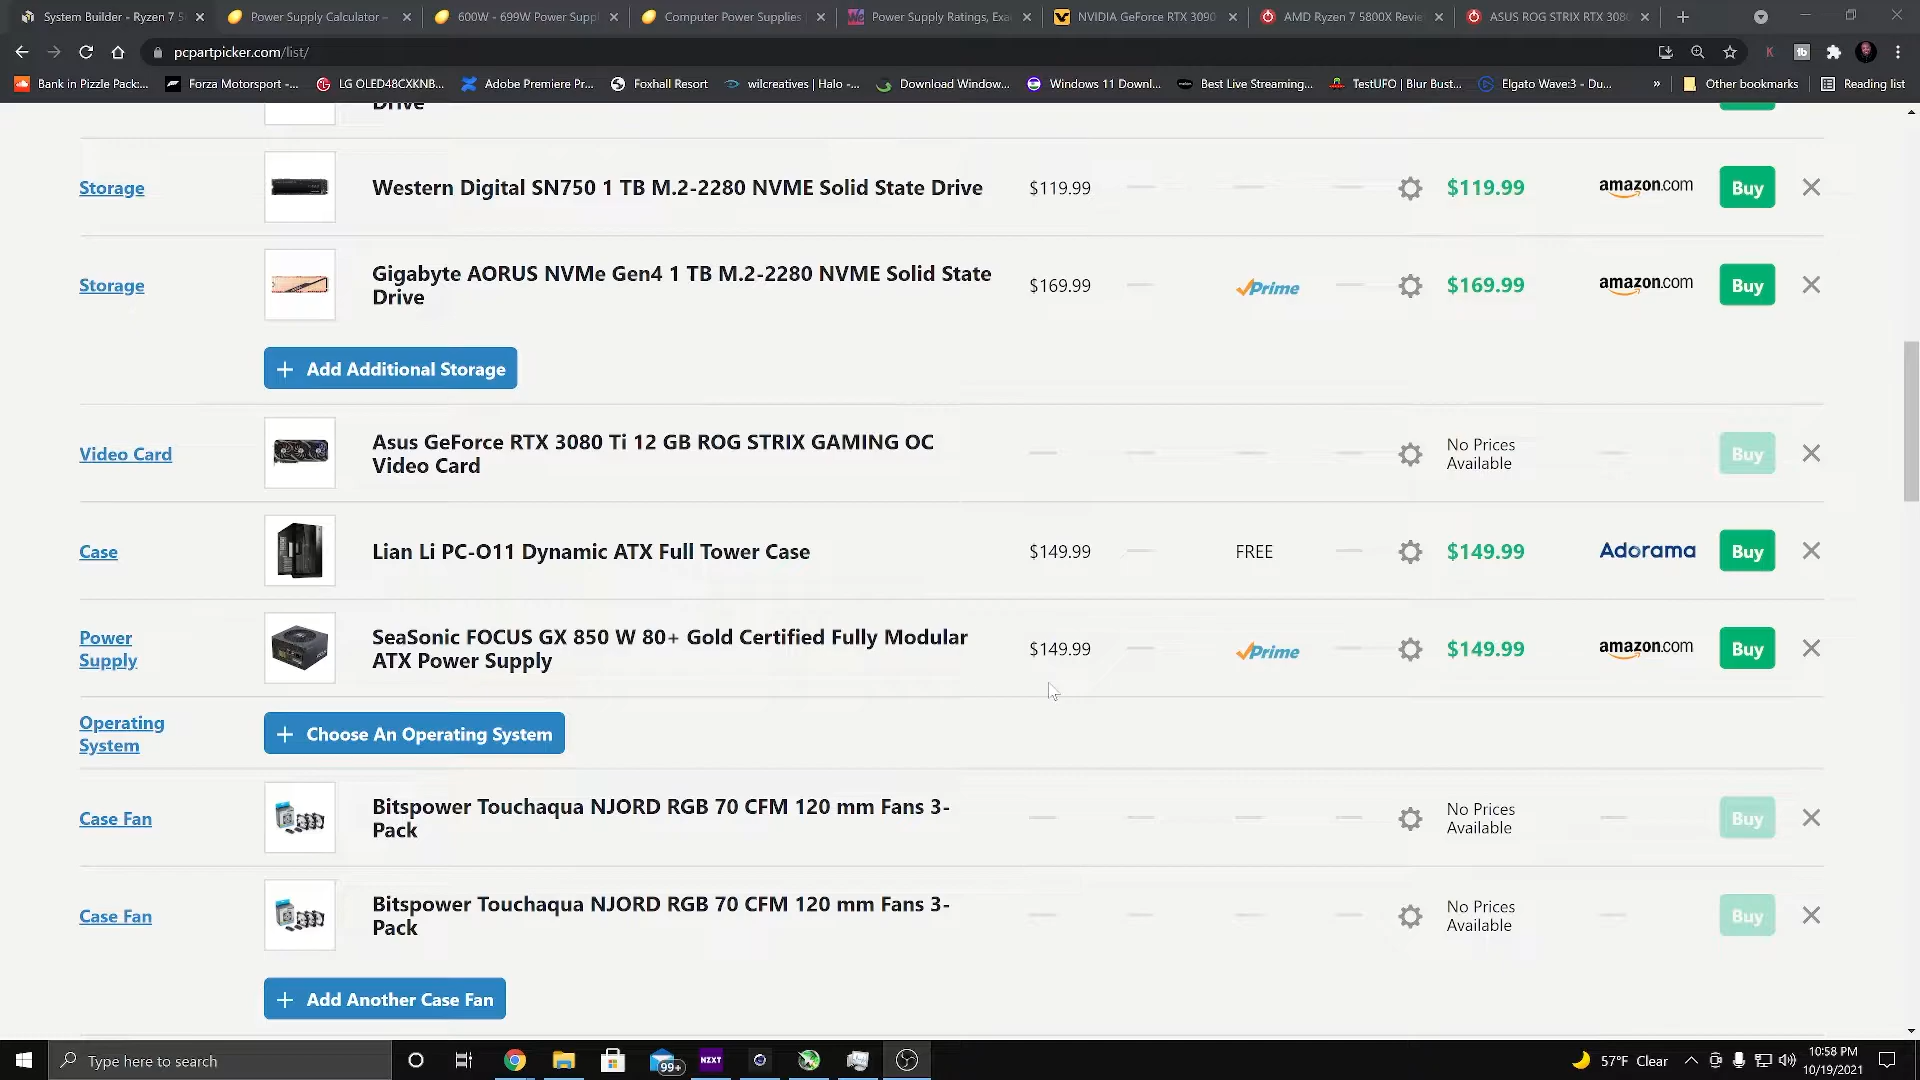 System Builder - Ryzen 7 5
Power Supply Calculator -
600W - 699W Power Suppl
Computer Power Supplies
Power Supply Ratings, Exa
NVIDIA GeForce RTX 3090
AMD Ryzen 7 5800X Revie
ASUS ROG STRIX RTX 308
pcpartpicker.com/list/
Bank in Pizzle Pack:...
Forza Motorsport -...
LG OLED48CXKNB...
Adobe Premiere Pr...
Foxhall Resort
wilcreatives | Halo -...
Download Window...
Windows 11 Downl...
Best Live Streaming...
TestUFO | Blur Bust...
Elgato Wave:3 - Du...
»
Other bookmarks
Reading list
Drive
Storage
Western Digital SN750 1 TB M.2-2280 NVME Solid State Drive
$119.99
$119.99
amazon.com
Buy
Storage
Gigabyte AORUS NVMe Gen4 1 TB M.2-2280 NVME Solid State
Drive
$169.99
Prime
$169.99
amazon.com
Buy
+ Add Additional Storage
Video Card
Asus GeForce RTX 3080 Ti 12 GB ROG STRIX GAMING OC
Video Card
No Prices
Available
Buy
Case
Lian Li PC-O11 Dynamic ATX Full Tower Case
$149.99
FREE
$149.99
Adorama
Buy
Power
Supply
SeaSonic FOCUS GX 850 W 80+ Gold Certified Fully Modular
ATX Power Supply
$149.99
Prime
$149.99
amazon.com
Buy
Operating
System
+ Choose An Operating System
Case Fan
Bitspower Touchaqua NJORD RGB 70 CFM 120 mm Fans 3-
Pack
No Prices
Available
Buy
Case Fan
Bitspower Touchaqua NJORD RGB 70 CFM 120 mm Fans 3-
Pack
No Prices
Available
Buy
+ Add Another Case Fan
Type here to search
99+
NZXT
57°F Clear
10:58 PM
10/19/2021